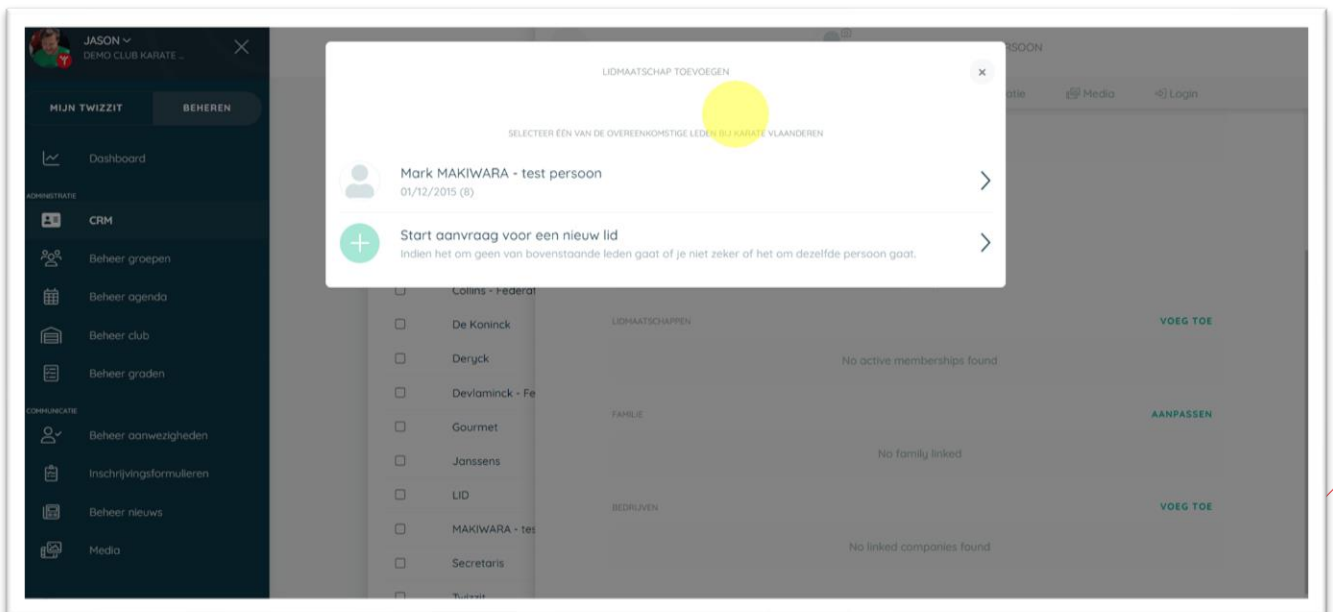 JASON
DEMO CLUB KARATE ...
MIJN TWIZZIT
BEHEREN
Dashboard
ADMINISTRATIE
CRM
Beheer groepen
Beheer agenda
Beheer club
Beheer graden
COMMUNICATIE
Beheer aanwezigheden
Inschrijvingsformulieren
Beheer nieuws
Media
LIDMAATSCHAP TOEVOEGEN
SELECTEER ÉÉN VAN DE OVEREENKOMSTIGE LEDEN BIJ KARATE VLAANDEREN
Mark MAKIWARA - test persoon
01/12/2015 (8)
Start aanvraag voor een nieuw lid
Indien het om geen van bovenstaande leden gaat of je niet zeker of het om dezelfde persoon gaat.
RSOON
atie
Media
Login
Collins - Federat
De Koninck
Deryck
Devlaminck - Fe
Gourmet
Janssens
LID
MAKIWARA - tes
Secretaris
Twizzit
LIDMAATSCHAPPEN
VOEG TOE
No active memberships found
FAMILIE
AANPASSEN
No family linked
BEDRIJVEN
VOEG TOE
No linked companies found